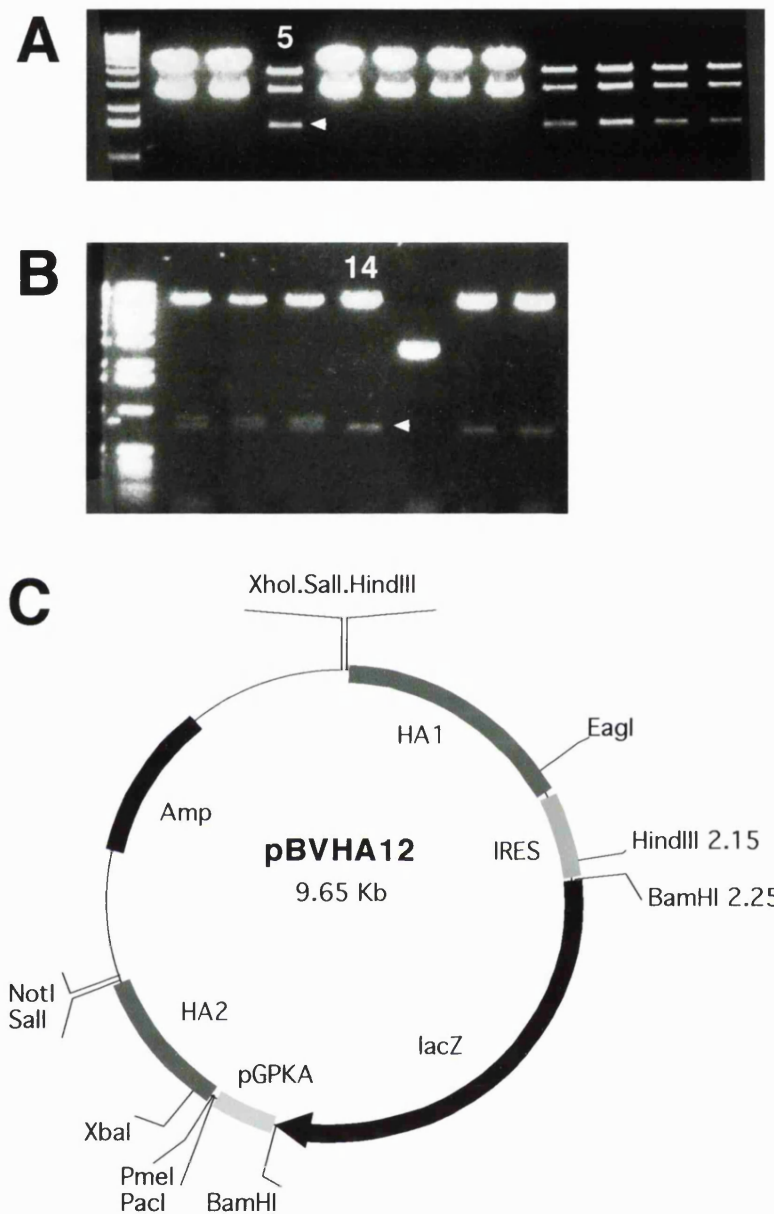 A
5
B
14
C
XhoI.SalI.HindIII
HA1
EagI
Amp
pBVHA12
9.65 Kb
IRES
HindIII 2.15
BamHI 2.25
NotI
SalI
HA2
lacZ
pGPKA
XbaI
PmeI
PacI
BamHI